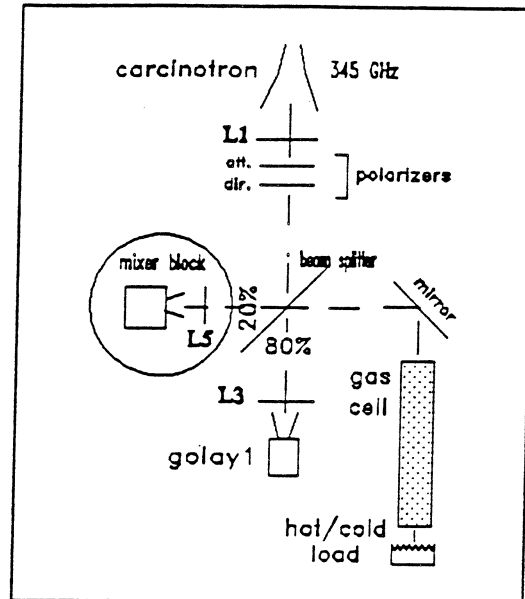 carcinotron 345 GHz
L1
att.
dir.
polarizers
mixer block
beam splitter
mirror
20%
L5
80%
gas
cell
L3
golay1
hot/cold
load